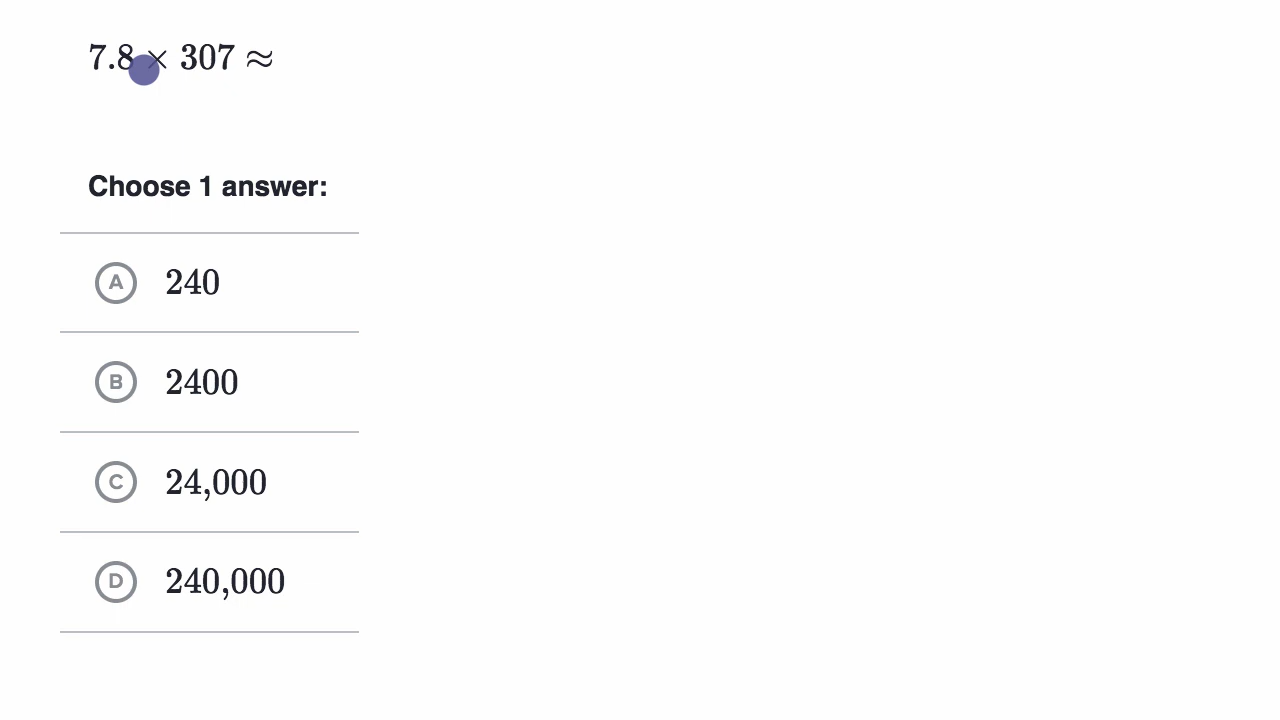 7.8 × 307 ≈
Choose 1 answer:
A 240
B 2400
C 24,000
D 240,000